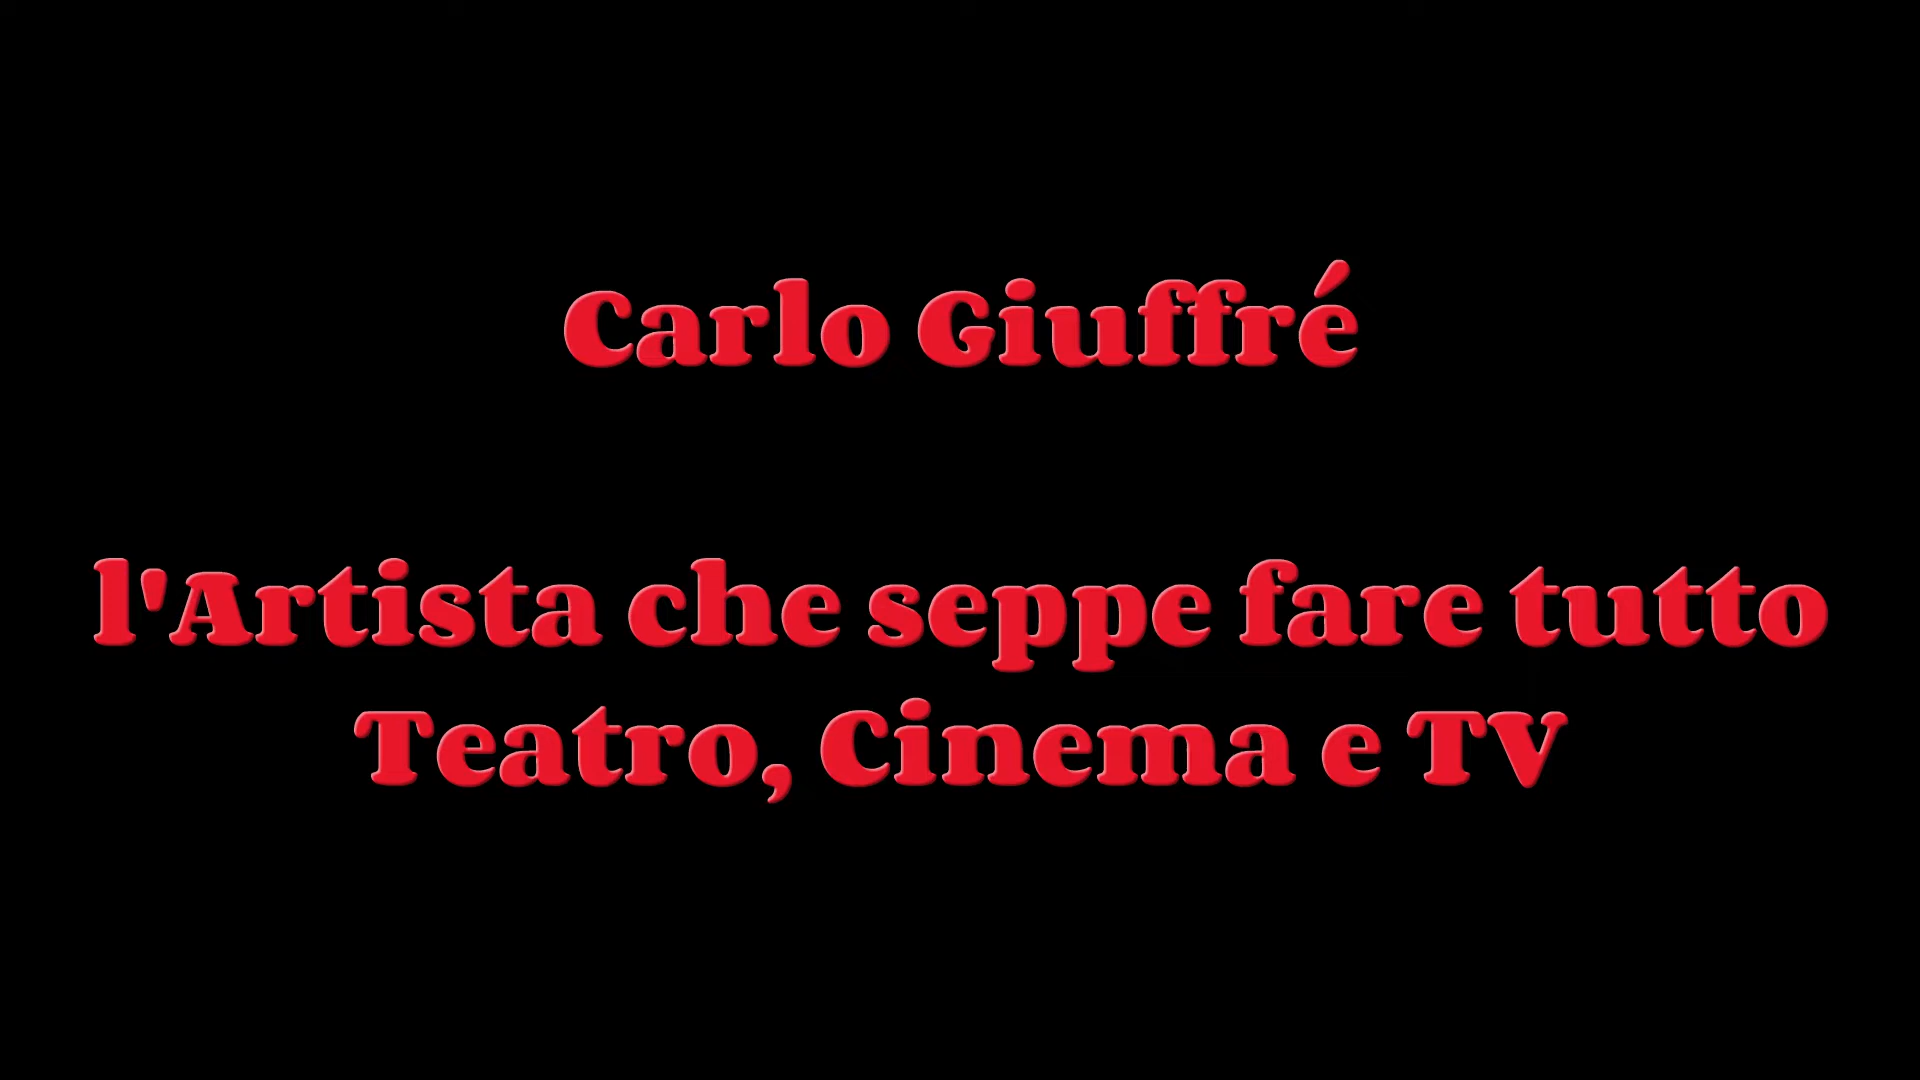 Carlo Giuffré
l'Artista che seppe fare tutto
Teatro, Cinema e TV